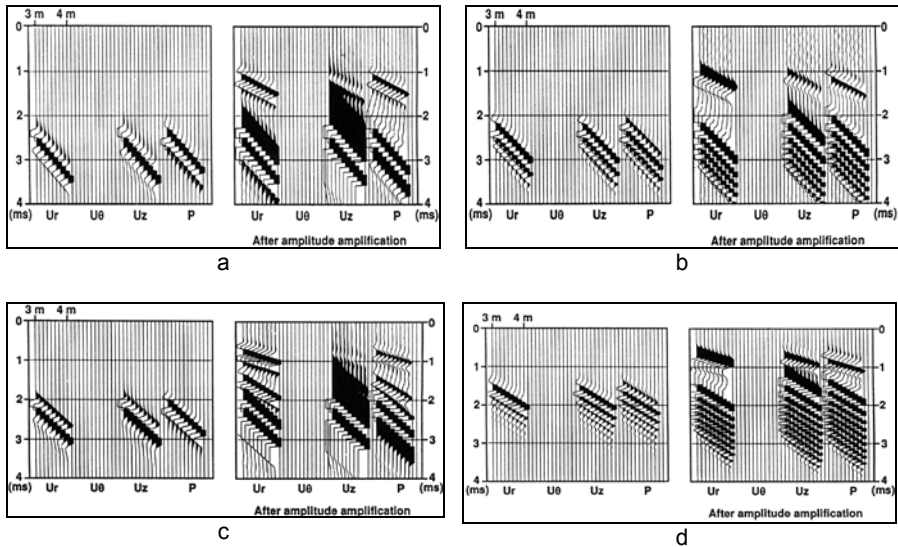 3 m 4 m
0 0
1 1
2 2
3 3
4 4
(ms) Ur Uθ Uz P Ur Uθ Uz P (ms)
After amplitude amplification
a
3 m 4 m
0 0
1 1
2 2
3 3
4 4
(ms) Ur Uθ Uz P Ur Uθ Uz P (ms)
After amplitude amplification
b
3 m 4 m
0 0
1 1
2 2
3 3
4 4
(ms) Ur Uθ Uz P Ur Uθ Uz P (ms)
After amplitude amplification
c
3 m 4 m
0 0
1 1
2 2
3 3
4 4
(ms) Ur Uθ Uz P Ur Uθ Uz P (ms)
After amplitude amplification
d